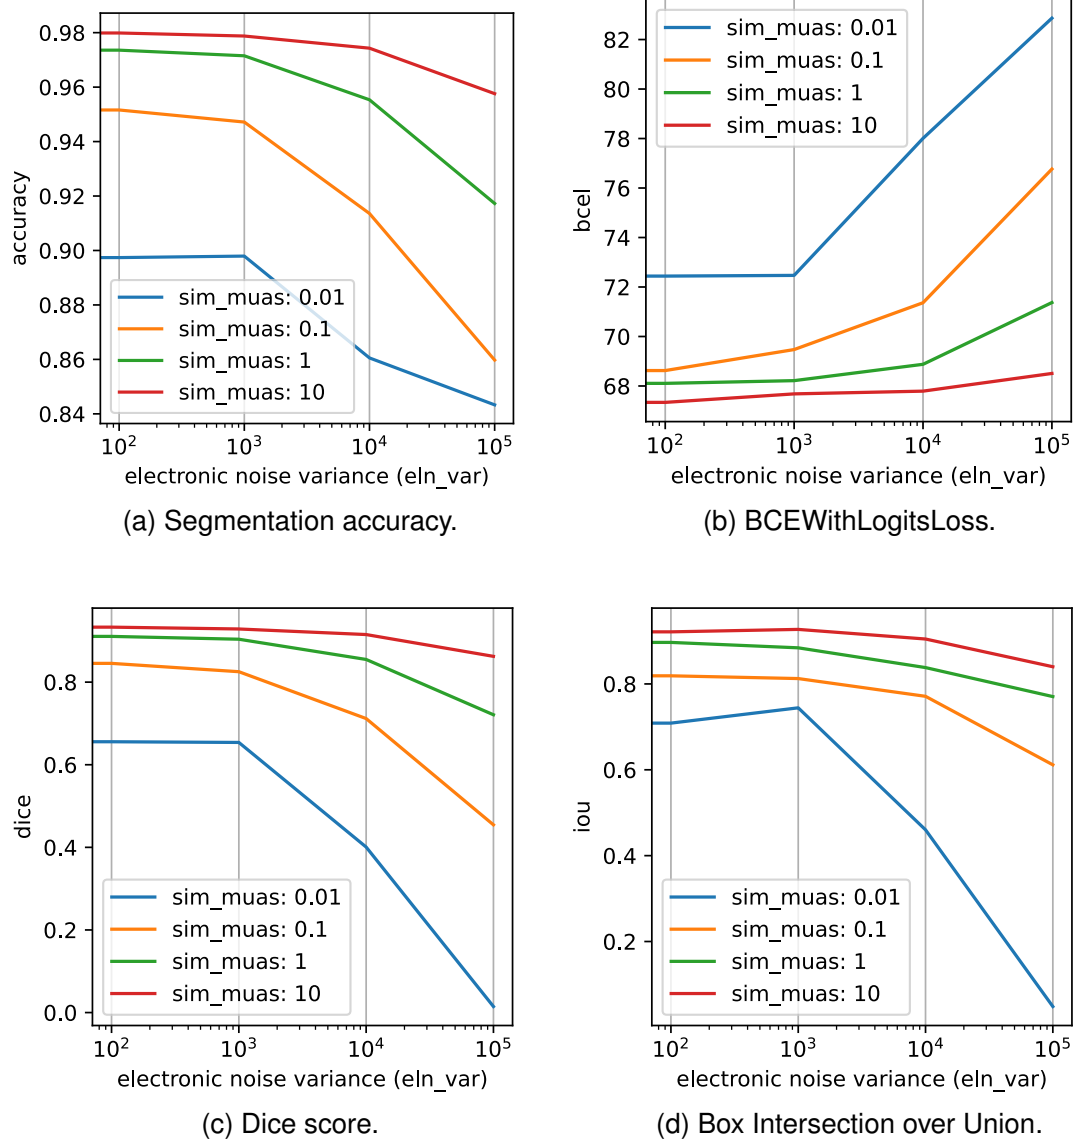 0.98
0.96
0.94
0.92
0.90
0.88
0.86
0.84
accuracy
sim_muas: 0.01
sim_muas: 0.1
sim_muas: 1
sim_muas: 10
10² 10³ 10⁴ 10⁵
electronic noise variance (eln_var)
(a) Segmentation accuracy.
82
80
78
76
74
72
70
68
bcel
sim_muas: 0.01
sim_muas: 0.1
sim_muas: 1
sim_muas: 10
10² 10³ 10⁴ 10⁵
electronic noise variance (eln_var)
(b) BCEWithLogitsLoss.
0.8
0.6
0.4
0.2
0.0
dice
sim_muas: 0.01
sim_muas: 0.1
sim_muas: 1
sim_muas: 10
10² 10³ 10⁴ 10⁵
electronic noise variance (eln_var)
(c) Dice score.
0.8
0.6
0.4
0.2
iou
sim_muas: 0.01
sim_muas: 0.1
sim_muas: 1
sim_muas: 10
10² 10³ 10⁴ 10⁵
electronic noise variance (eln_var)
(d) Box Intersection over Union.